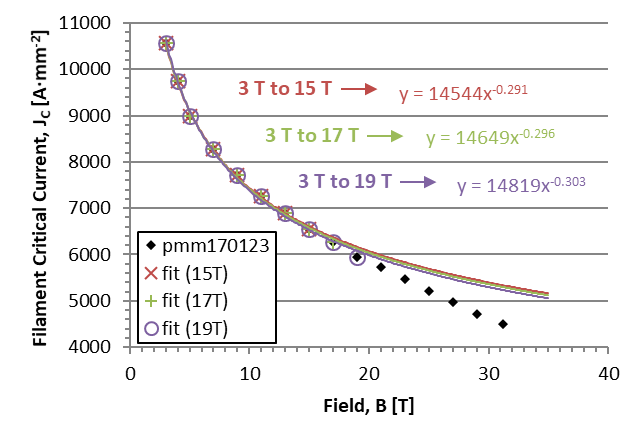 11000
10000
9000
8000
7000
6000
5000
4000
Filament Critical Current, J_C [A·mm⁻²]
3 T to 15 T
y = 14544x⁻⁰·²⁹¹
3 T to 17 T
y = 14649x⁻⁰·²⁹⁶
3 T to 19 T
y = 14819x⁻⁰·³⁰³
pmm170123
fit (15T)
fit (17T)
fit (19T)
0 10 20 30 40
Field, B [T]